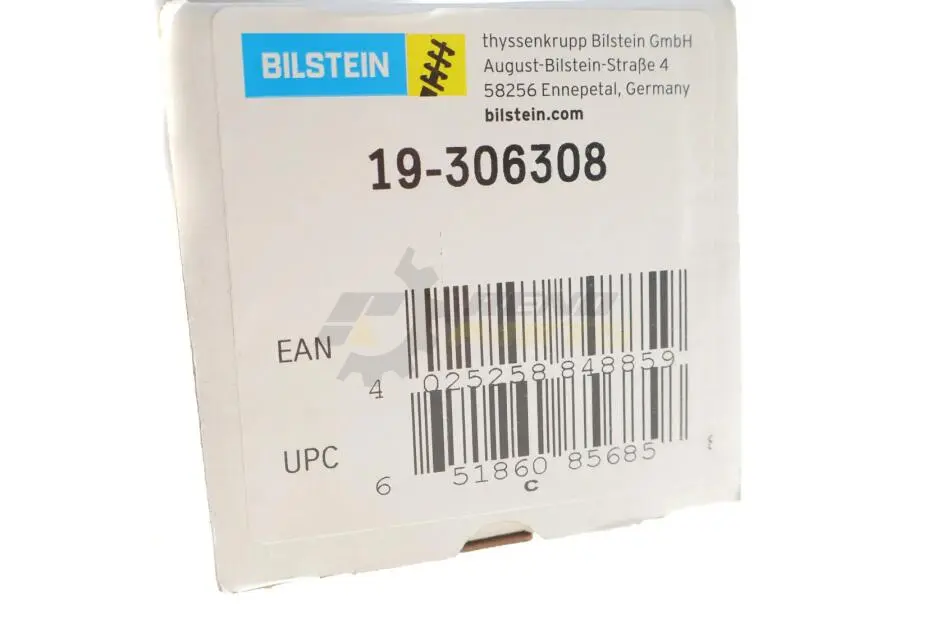 BILSTEIN
thyssenkrupp Bilstein GmbH
August-Bilstein-Straße 4
58256 Ennepetal, Germany
bilstein.com
19-306308
EAN
4 025258 848859
UPC
6 51860 85685
C